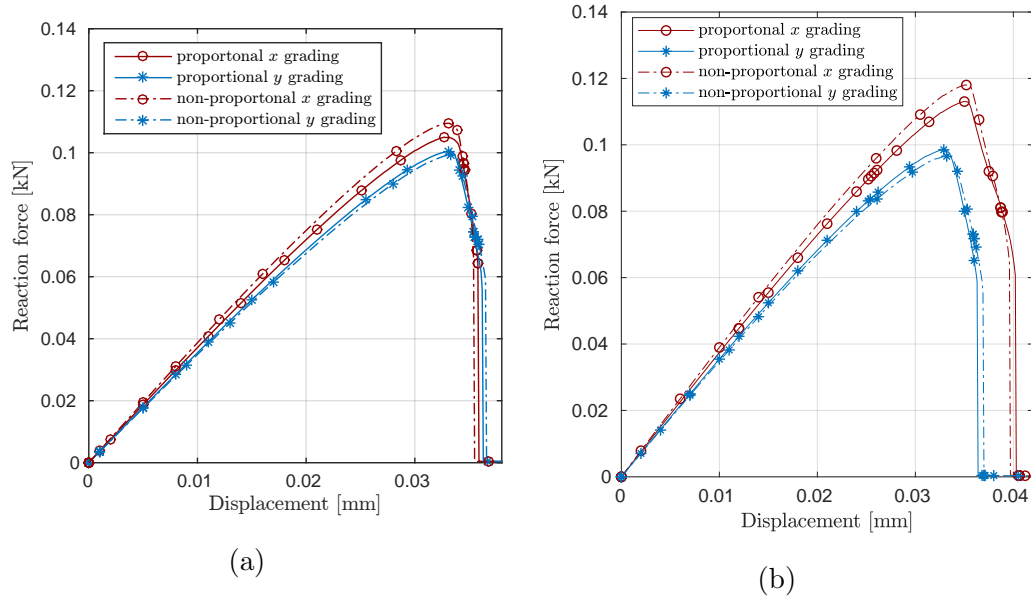 0.14
0.12
0.1
0.08
0.06
0.04
0.02
0
Reaction force [kN]
proportonal x grading
proportional y grading
non-proportonal x grading
non-proportional y grading
0 0.01 0.02 0.03
Displacement [mm]
(a)
0.14
0.12
0.1
0.08
0.06
0.04
0.02
0
Reaction force [kN]
proportonal x grading
proportional y grading
non-proportonal x grading
non-proportional y grading
0 0.01 0.02 0.03 0.04
Displacement [mm]
(b)